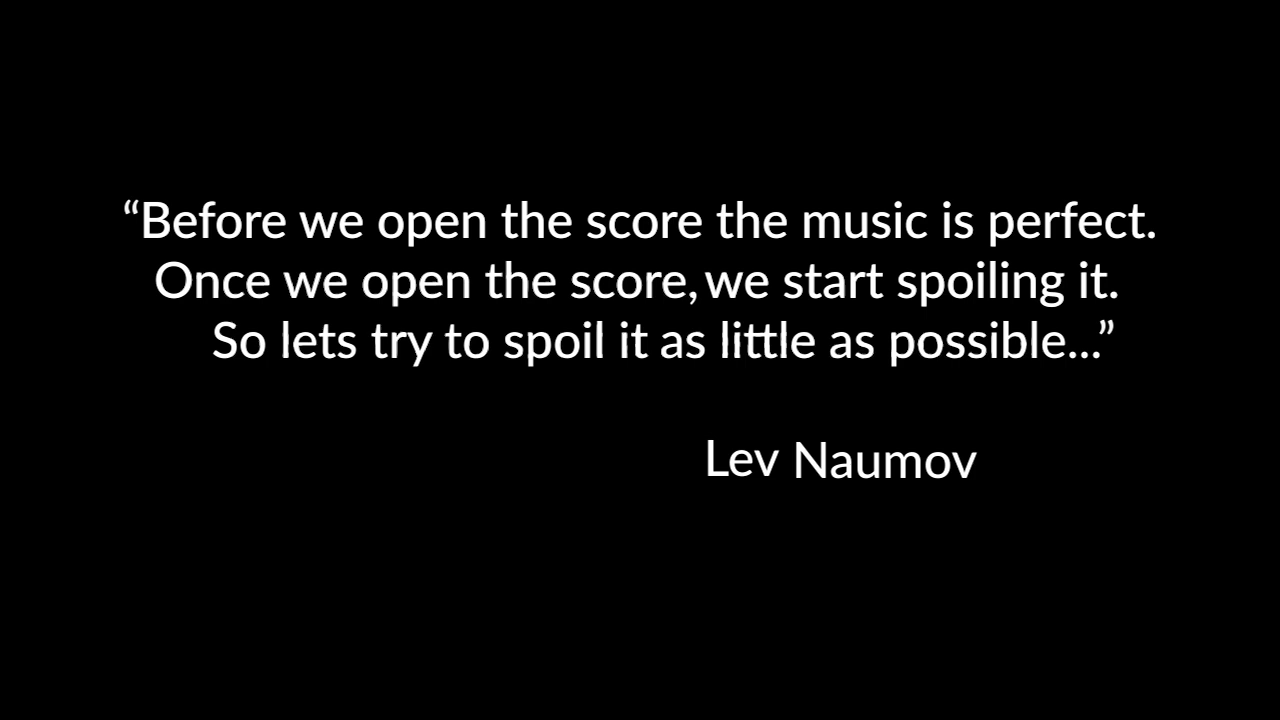 “Before we open the score the music is perfect.
Once we open the score, we start spoiling it.
So lets try to spoil it as little as possible...”
Lev Naumov